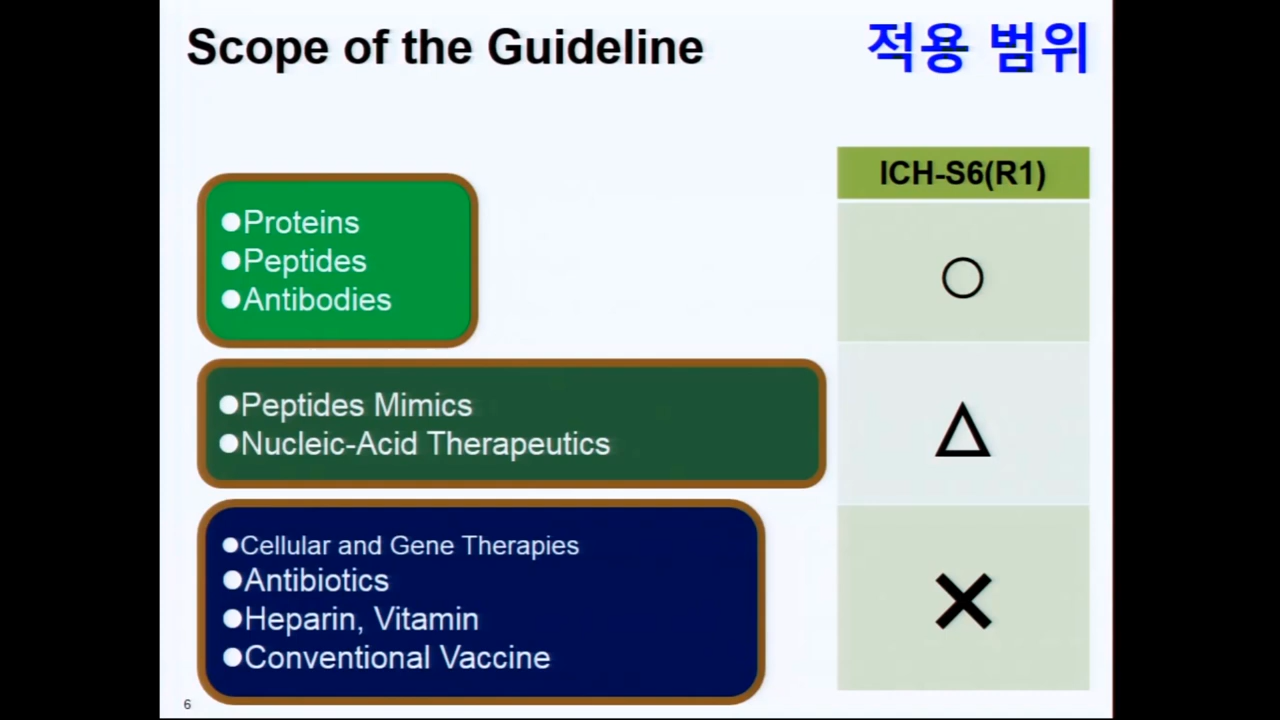 Scope of the Guideline
적용 범위
ICH-S6(R1)
●Proteins
●Peptides
●Antibodies
○
●Peptides Mimics
●Nucleic-Acid Therapeutics
△
●Cellular and Gene Therapies
●Antibiotics
●Heparin, Vitamin
●Conventional Vaccine
×
6